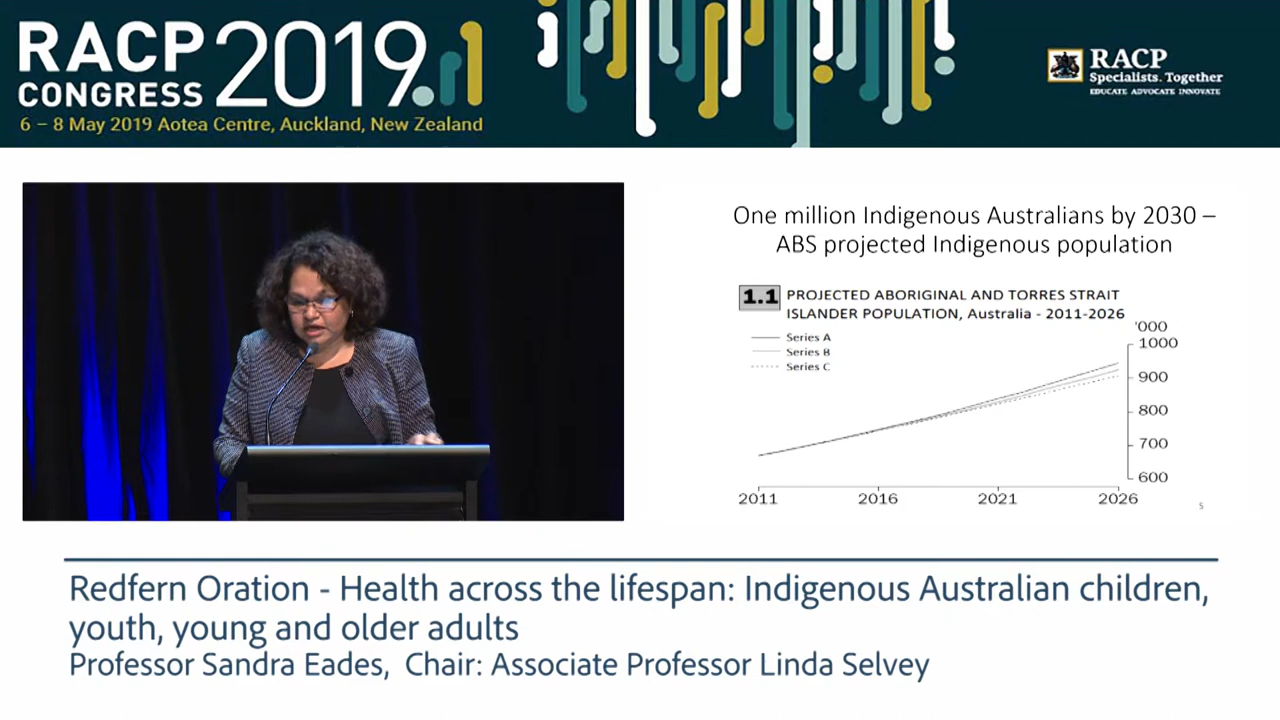 RACP 2019
CONGRESS
6 – 8 May 2019 Aotea Centre, Auckland, New Zealand
RACP
Specialists. Together
EDUCATE ADVOCATE INNOVATE
One million Indigenous Australians by 2030 –
ABS projected Indigenous population
1.1 PROJECTED ABORIGINAL AND TORRES STRAIT
ISLANDER POPULATION, Australia - 2011-2026
Series A
Series B
Series C
'000
1000
900
800
700
600
2011 2016 2021 2026
5
Redfern Oration - Health across the lifespan: Indigenous Australian children,
youth, young and older adults
Professor Sandra Eades, Chair: Associate Professor Linda Selvey